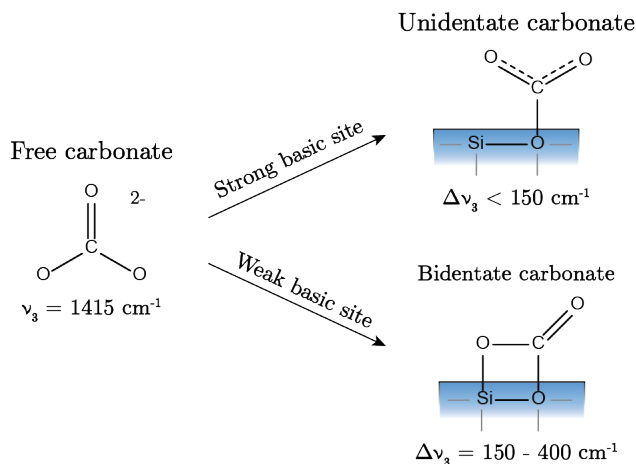 Unidentate carbonate
O O
C
Si O
Δν₃ < 150 cm⁻¹
Strong basic site
Free carbonate
O 2-
C
O O
ν₃ = 1415 cm⁻¹
Weak basic site
Bidentate carbonate
O
O C
Si O
Δν₃ = 150 - 400 cm⁻¹